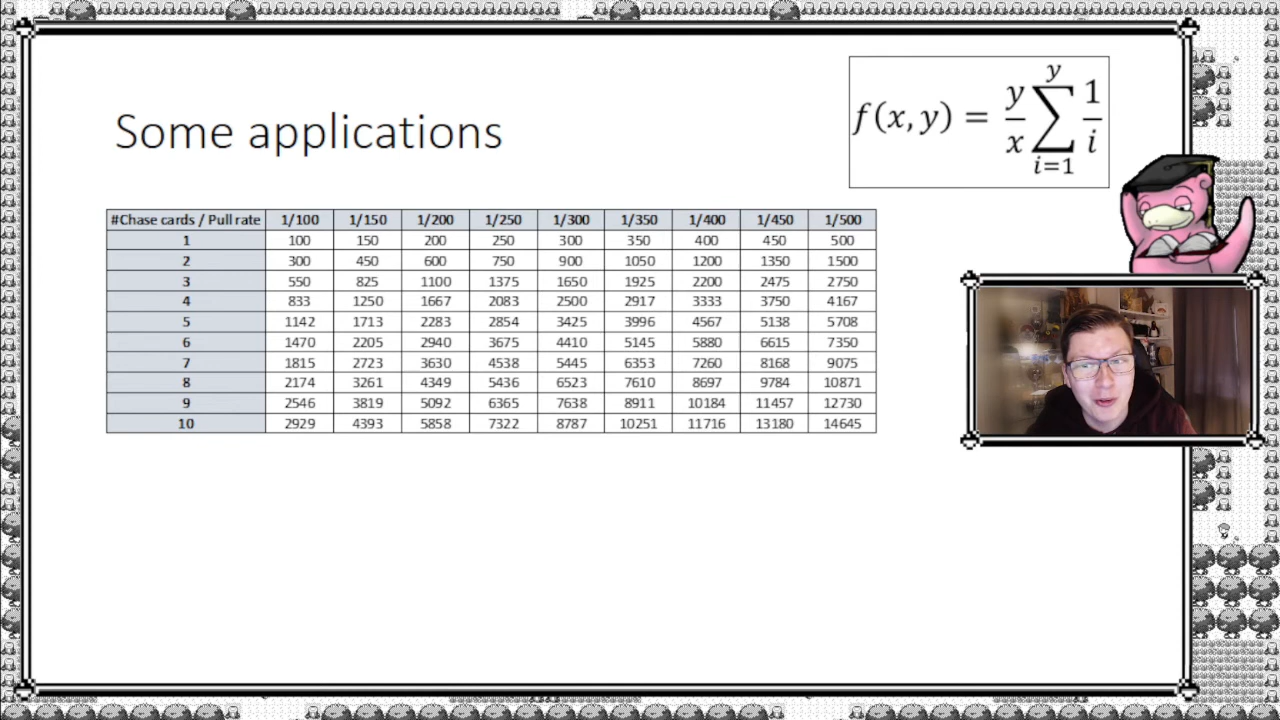 f(x, y) = y/x ∑ y i=1 1/i
Some applications
#Chase cards / Pull rate 1/100 1/150 1/200 1/250 1/300 1/350 1/400 1/450 1/500
1 100 150 200 250 300 350 400 450 500
2 300 450 600 750 900 1050 1200 1350 1500
3 550 825 1100 1375 1650 1925 2200 2475 2750
4 833 1250 1667 2083 2500 2917 3333 3750 4167
5 1142 1713 2283 2854 3425 3996 4567 5138 5708
6 1470 2205 2940 3675 4410 5145 5880 6615 7350
7 1815 2723 3630 4538 5445 6353 7260 8168 9075
8 2174 3261 4349 5436 6523 7610 8697 9784 10871
9 2546 3819 5092 6365 7638 8911 10184 11457 12730
10 2929 4393 5858 7322 8787 10251 11716 13180 14645